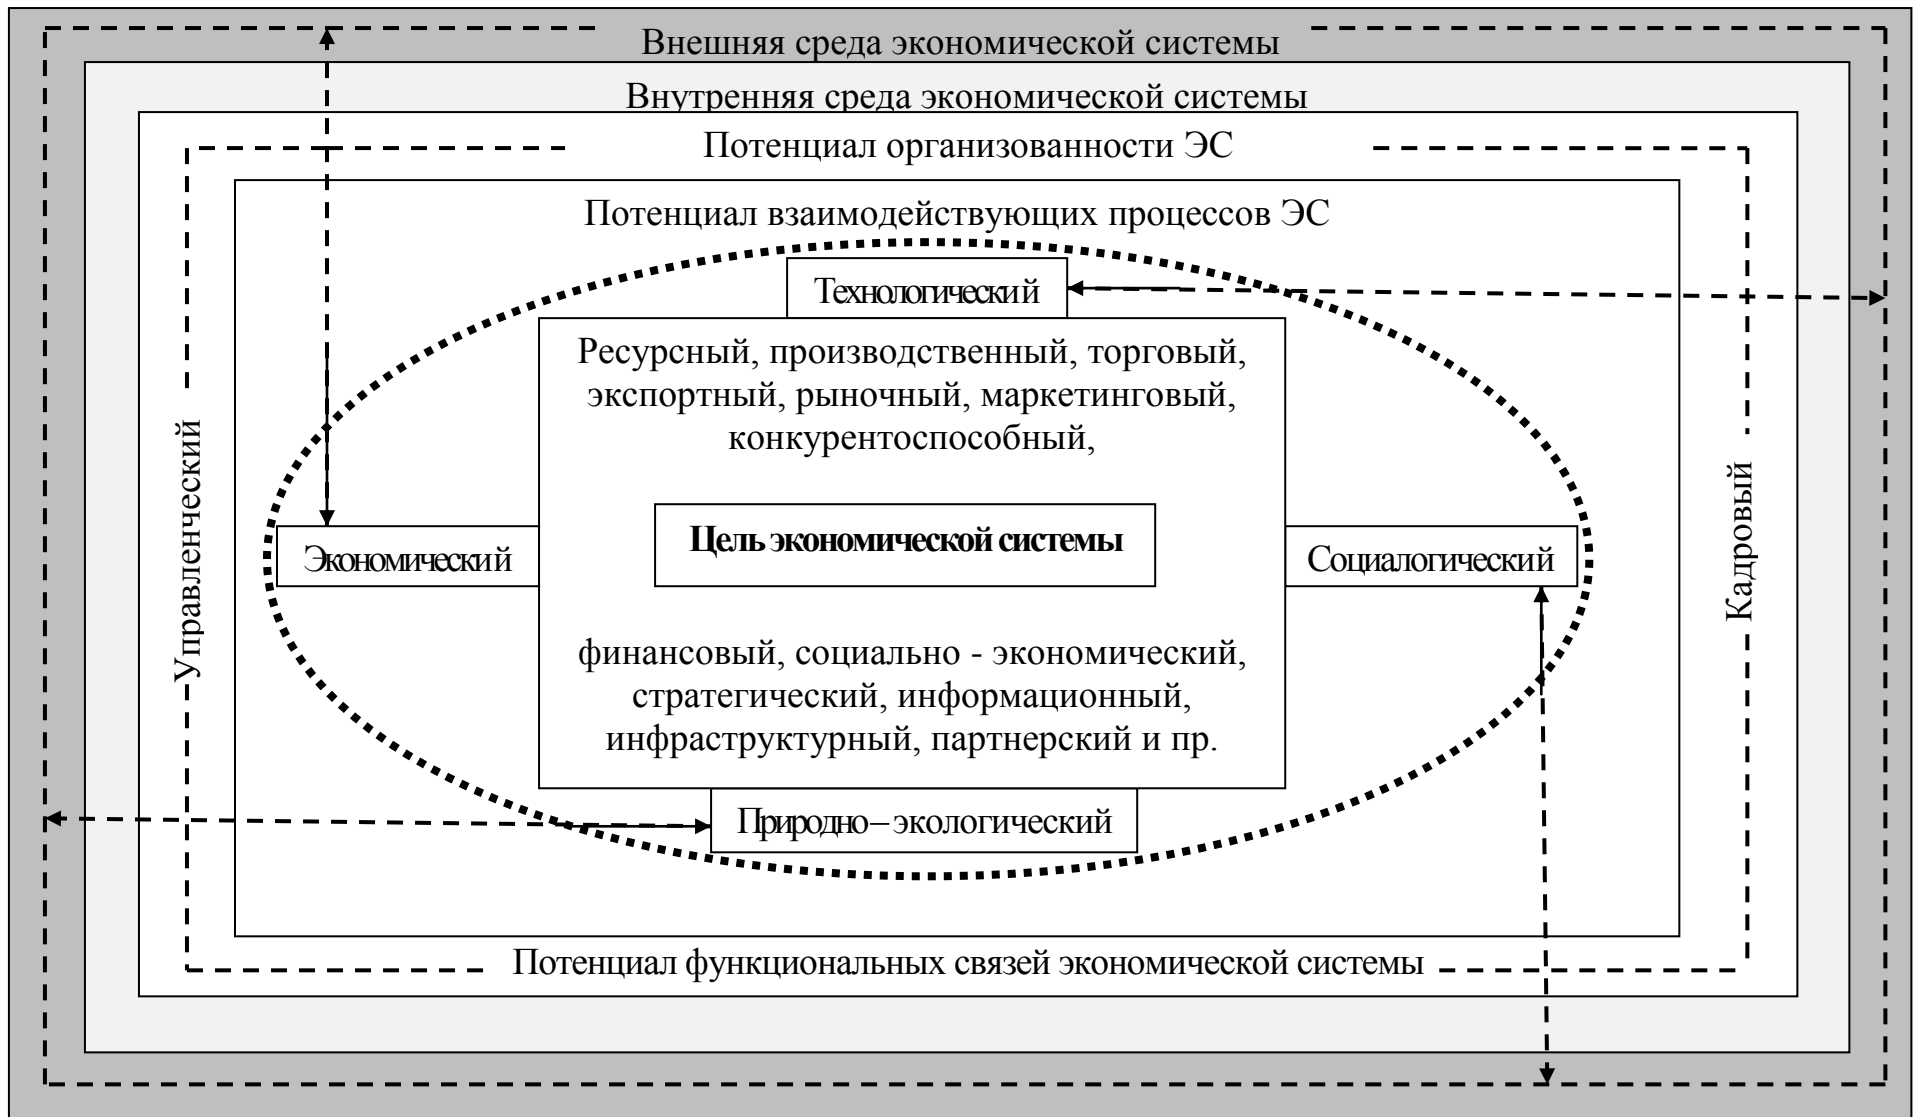 Внешняя среда экономической системы
Внутренняя среда экономической системы
Потенциал организованности ЭС
Потенциал взаимодействующих процессов ЭС
Технологический
Ресурсный, производственный, торговый,
экспортный, рыночный, маркетинговый,
конкурентоспособный,
Управленческий
Экономический
Цель экономической системы
Социалогический
Кадровый
финансовый, социально - экономический,
стратегический, информационный,
инфраструктурный, партнерский и пр.
Природно – экологический
Потенциал функциональных связей экономической системы